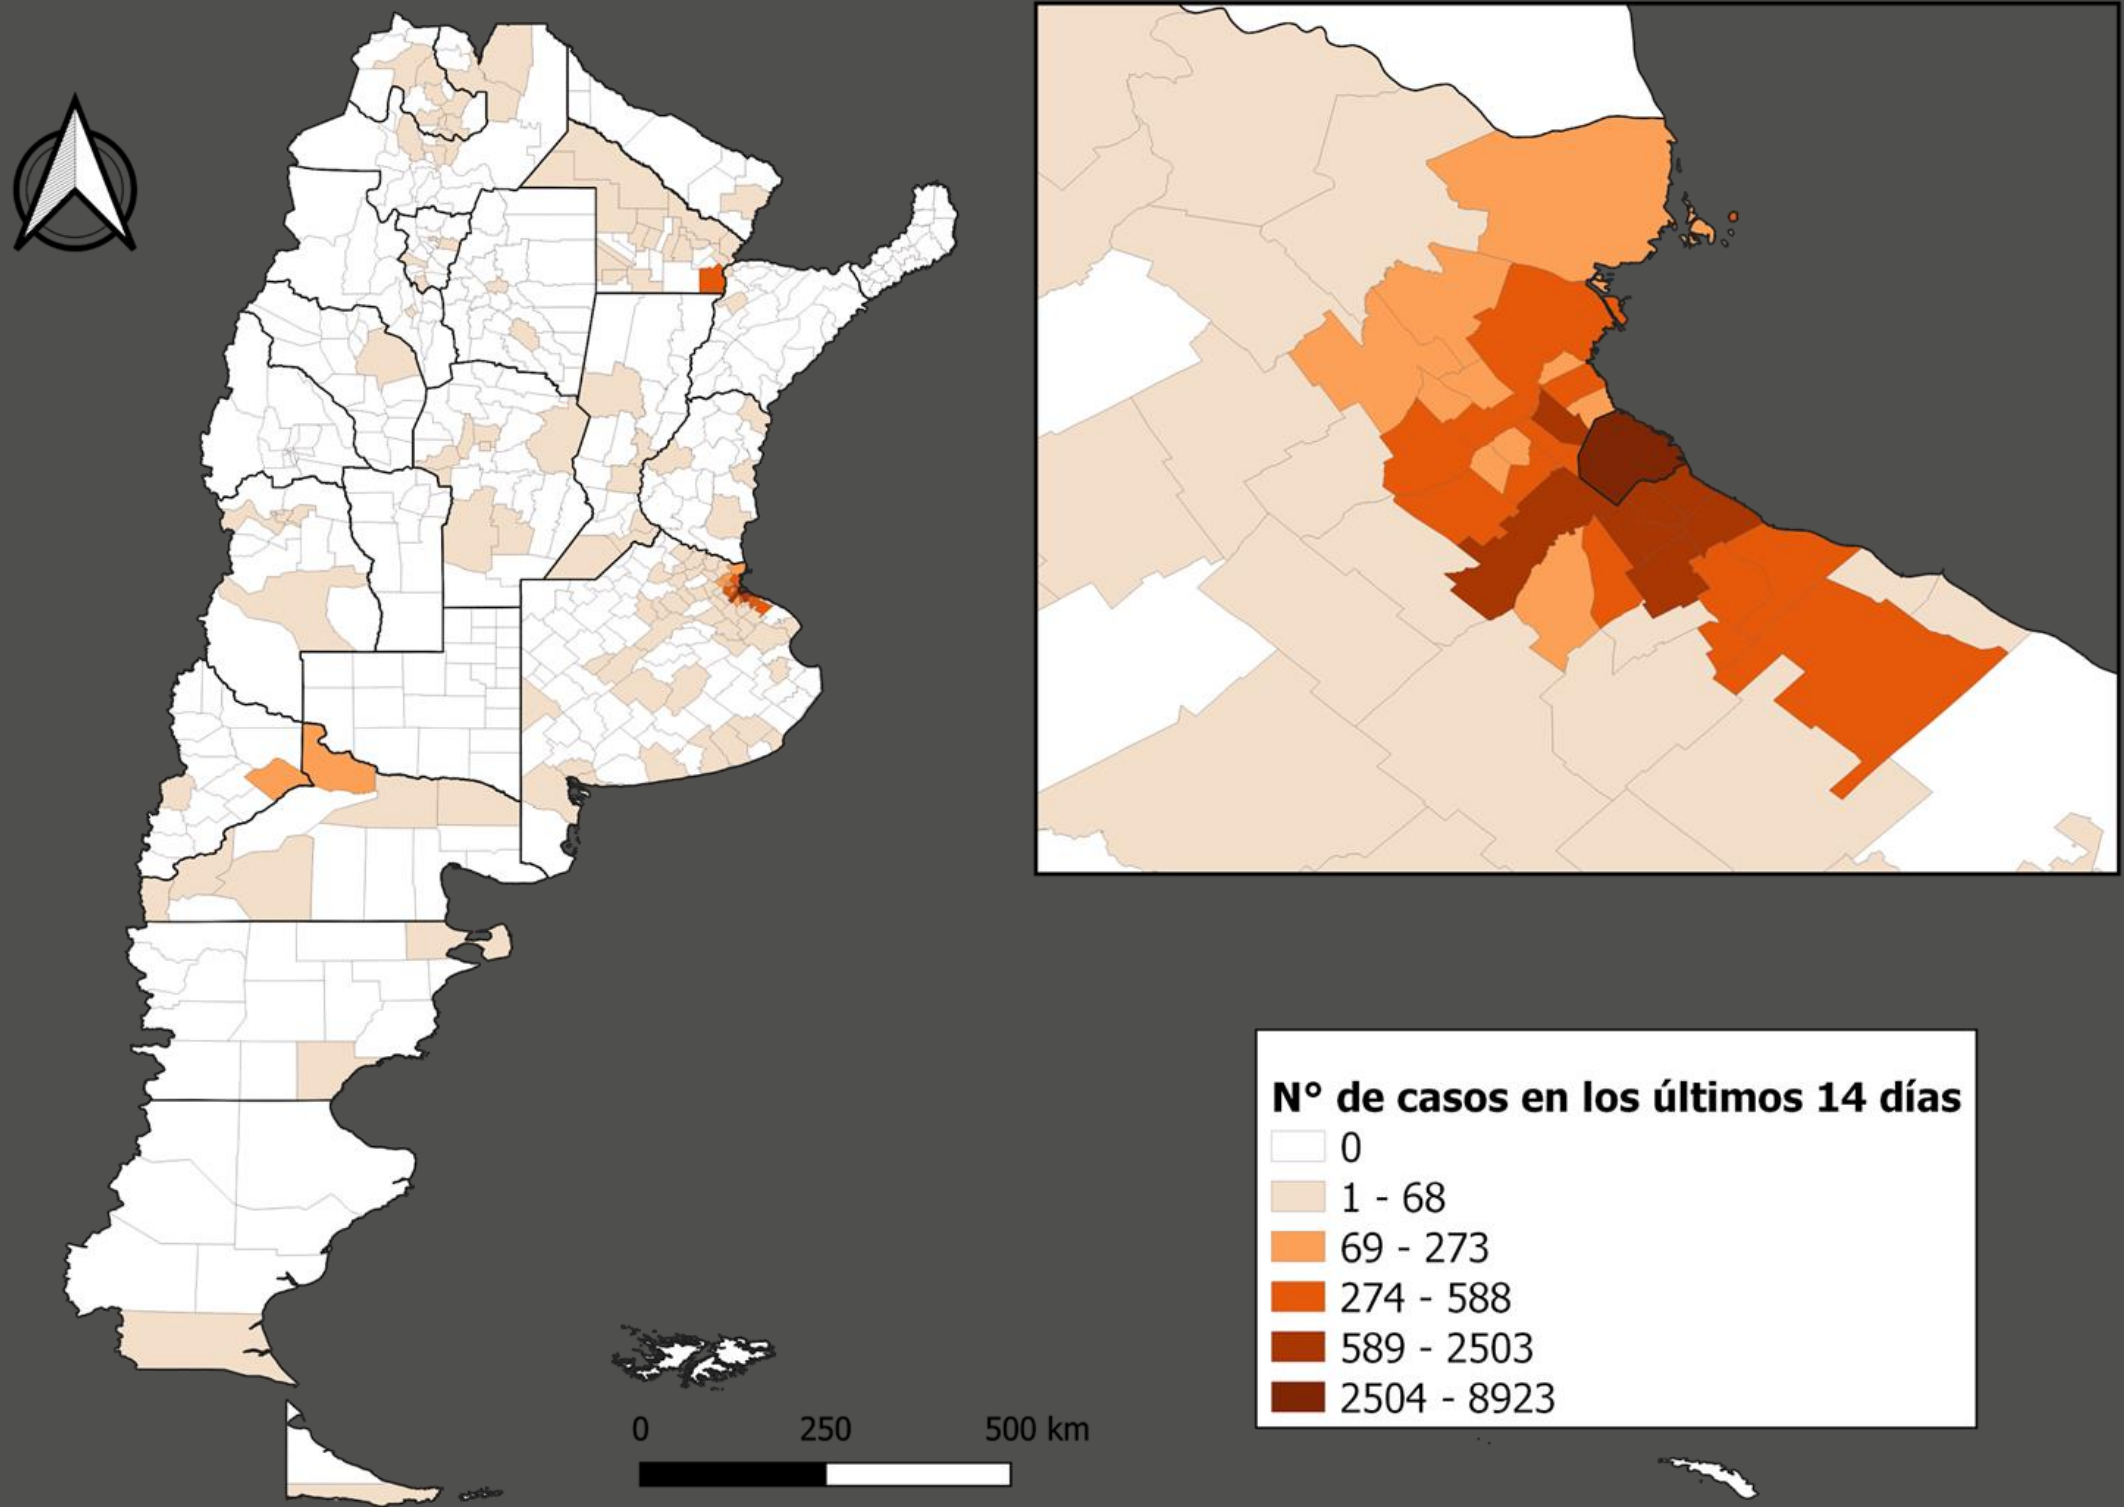 N° de casos en los últimos 14 días
0
1 - 68
69 - 273
274 - 588
589 - 2503
2504 - 8923
0 250 500 km